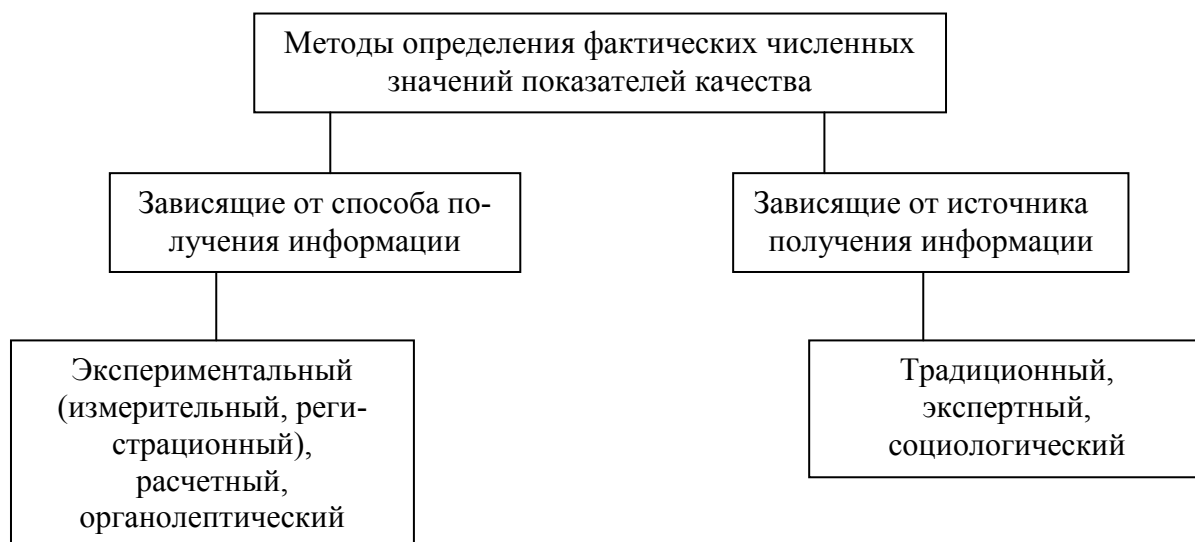 Методы определения фактических численных
значений показателей качества
Зависящие от способа по-
лучения информации
Зависящие от источника
получения информации
Экспериментальный
(измерительный, реги-
страционный),
расчетный,
органолептический
Традиционный,
экспертный,
социологический